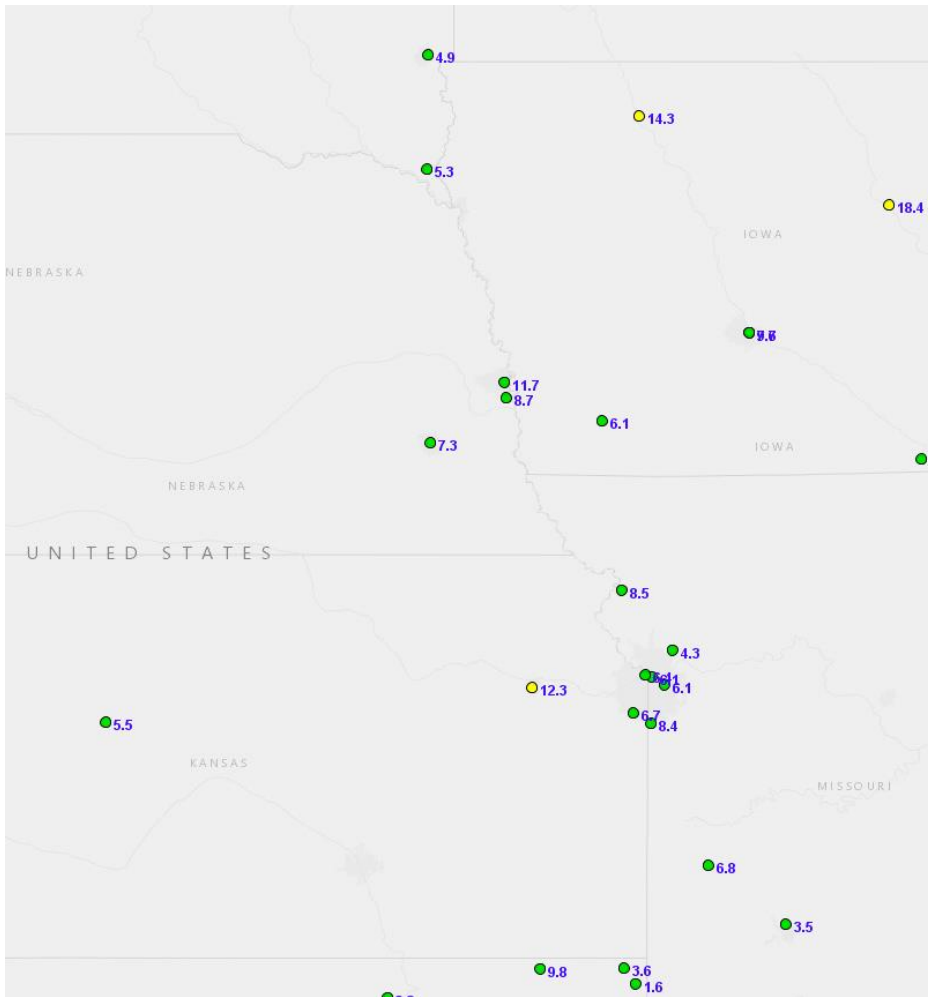 4.9
14.3
5.3
18.4
IOWA
NEBRASKA
11.7
8.7
6.1
7.3
IOWA
NEBRASKA
UNITED STATES
8.5
4.3
6.1
12.3
6.7
8.4
5.5
KANSAS
MISSOURI
6.8
3.5
9.8
3.6
1.6